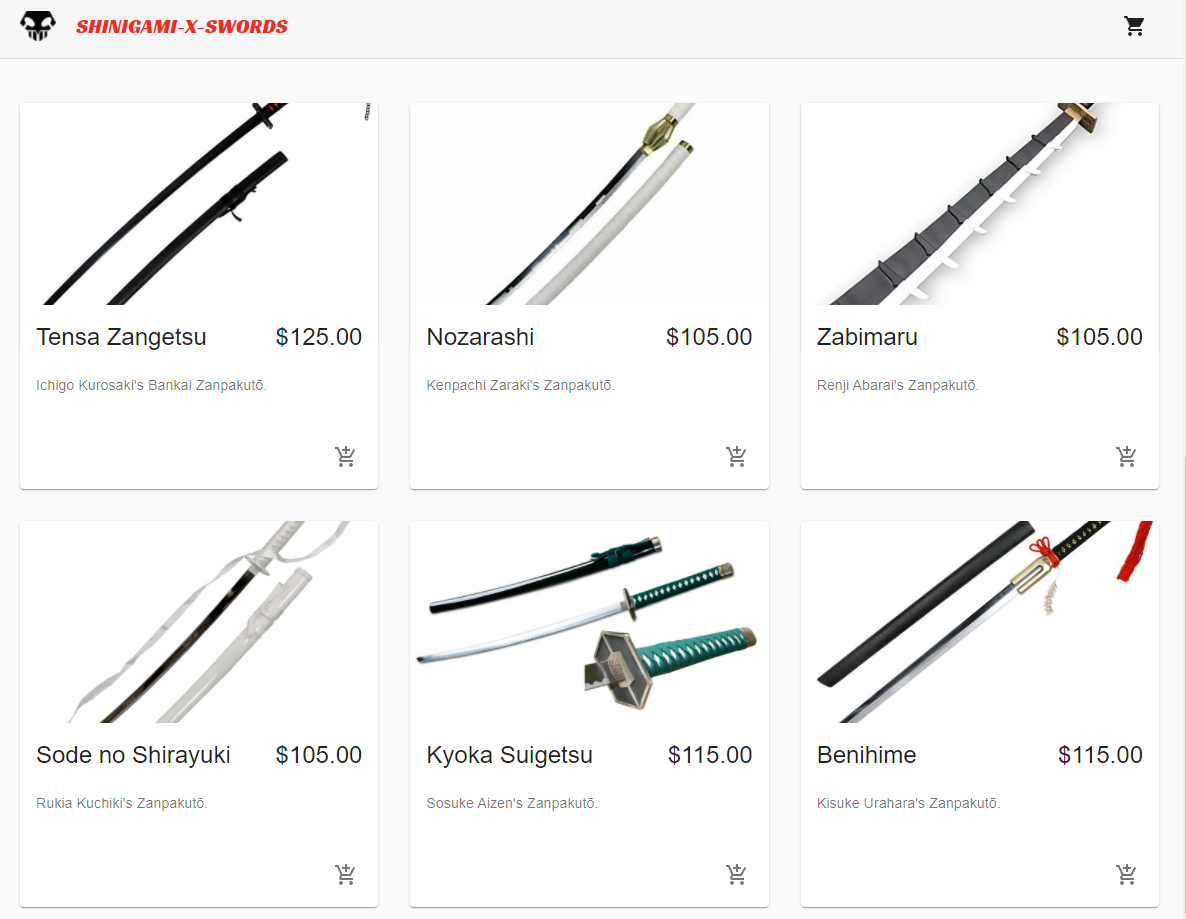 SHINIGAMI-X-SWORDS
Tensa Zangetsu $125.00
Ichigo Kurosaki's Bankai Zanpakutō.
Nozarashi $105.00
Kenpachi Zaraki's Zanpakutō.
Zabimaru $105.00
Renji Abarai's Zanpakutō.
Sode no Shirayuki $105.00
Rukia Kuchiki's Zanpakutō.
Kyoka Suigetsu $115.00
Sosuke Aizen's Zanpakutō.
Benihime $115.00
Kisuke Urahara's Zanpakutō.